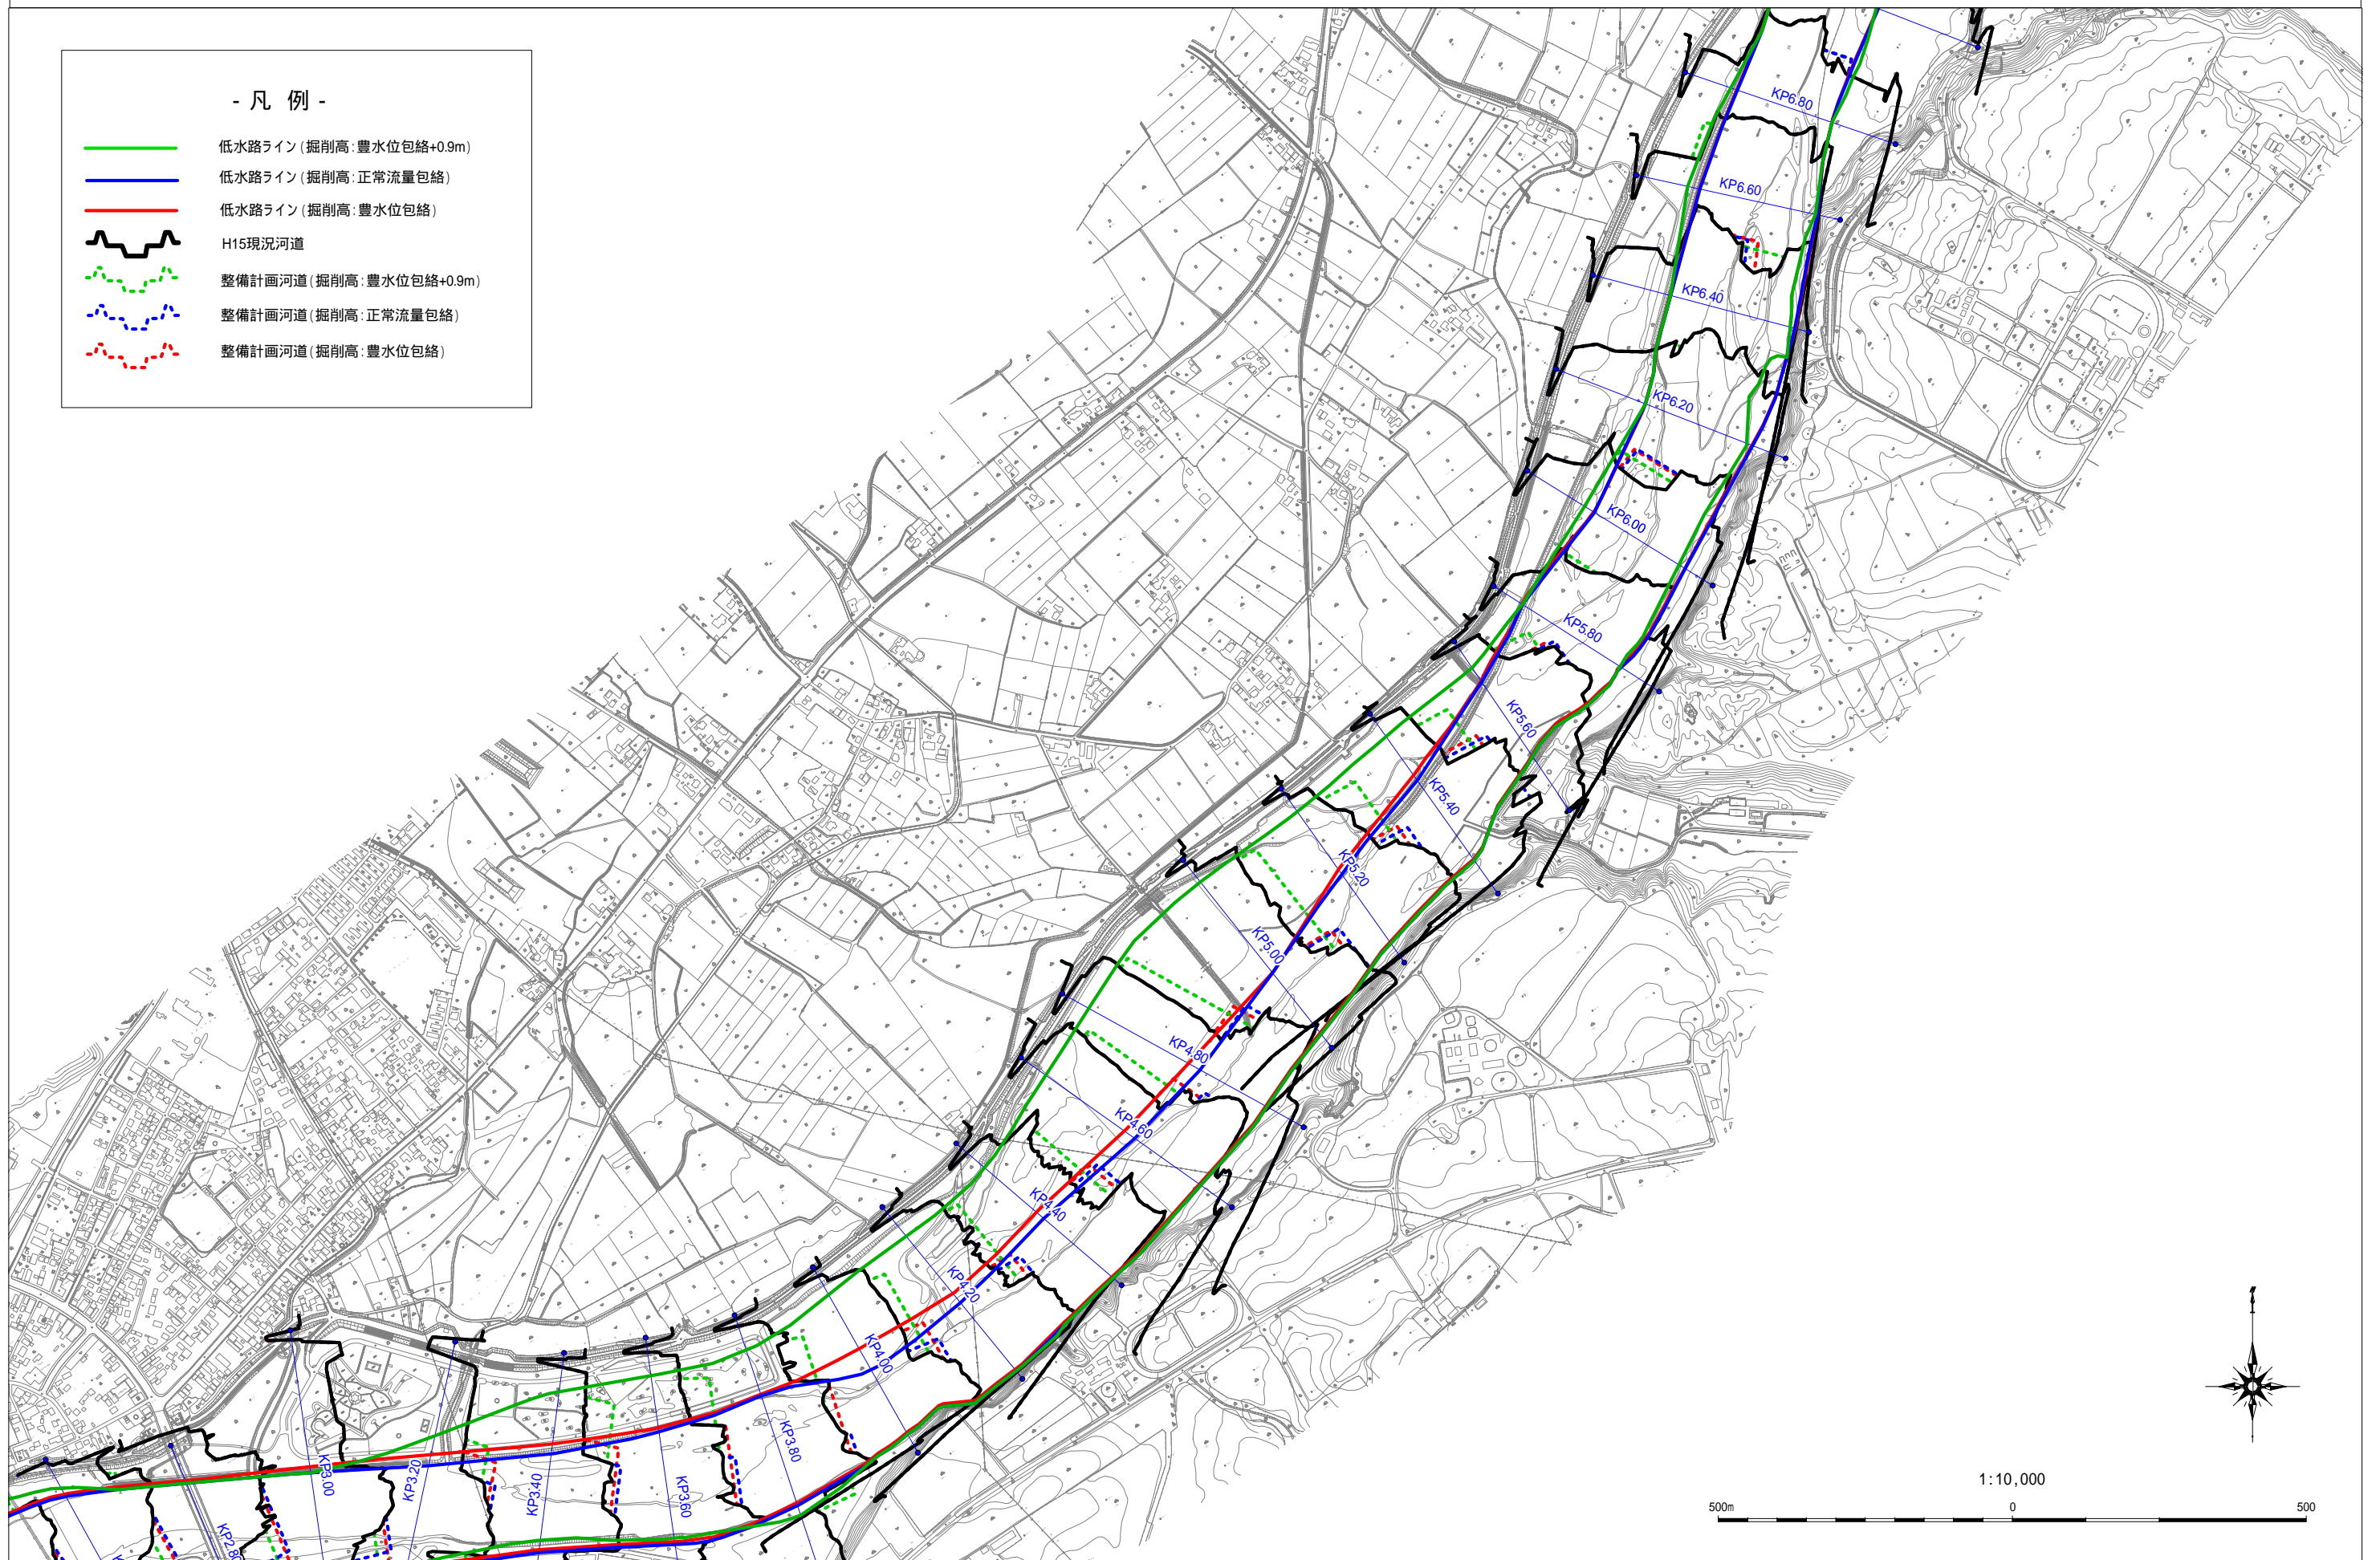 - 凡 例 -
低水路ライン(掘削高:豊水位包絡+0.9m)
低水路ライン(掘削高:正常流量包絡)
低水路ライン(掘削高:豊水位包絡)
H15現況河道
整備計画河道(掘削高:豊水位包絡+0.9m)
整備計画河道(掘削高:正常流量包絡)
整備計画河道(掘削高:豊水位包絡)
KP6.80
KP6.60
KP6.40
KP6.20
KP6.00
KP5.80
KP5.60
KP5.40
KP5.20
KP5.00
KP4.80
KP4.60
KP4.40
KP4.20
KP4.00
KP3.80
KP3.60
KP3.40
KP3.20
KP3.00
KP2.80
1:10,000
500m 0 500